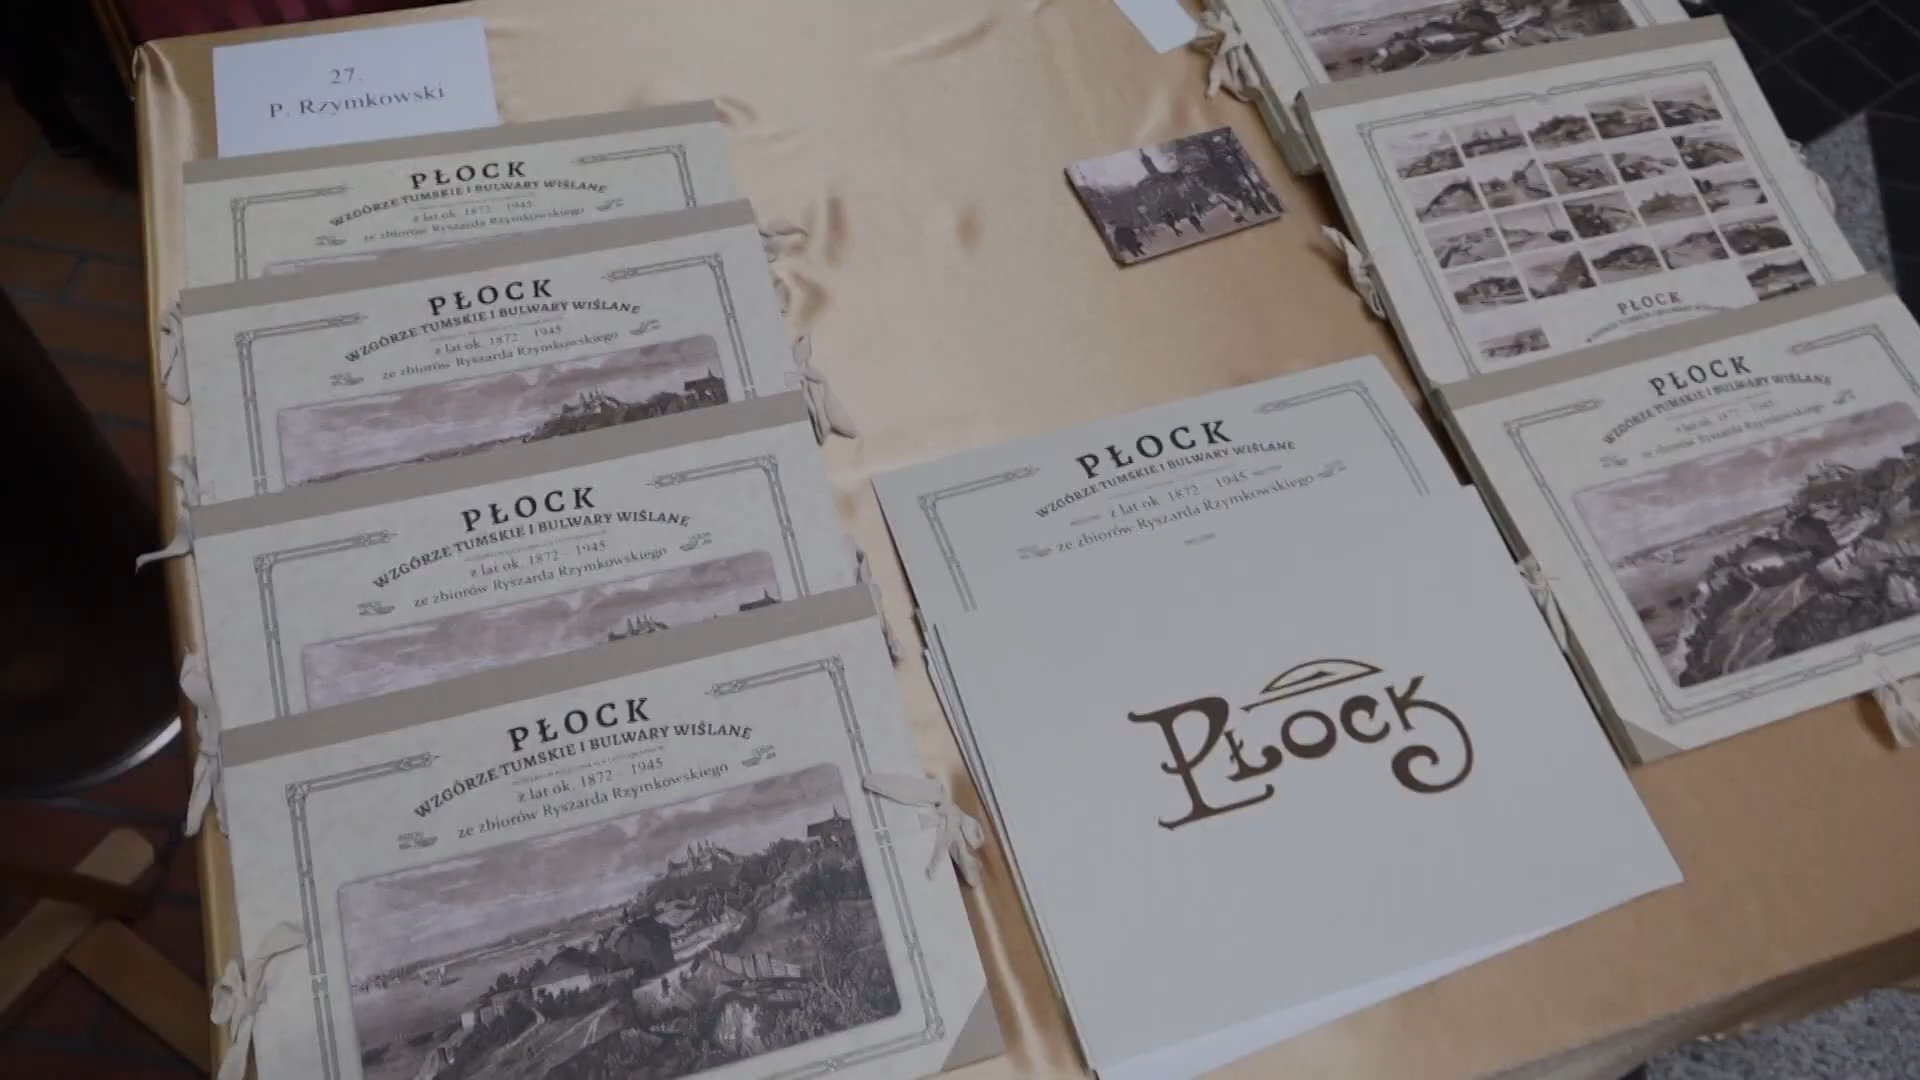 27.
P. Rzymkowski
PŁOCK
WZGÓRZE TUMSKIE I BULWARY WIŚLANE
z lat ok. 1872 - 1945
ze zbiorów Ryszarda Rzymkowskiego
PŁOCK
WZGÓRZE TUMSKIE I BULWARY WIŚLANE
z lat ok. 1872 - 1945
ze zbiorów Ryszarda Rzymkowskiego
PŁOCK
WZGÓRZE TUMSKIE I BULWARY WIŚLANE
z lat ok. 1872 - 1945
ze zbiorów Ryszarda Rzymkowskiego
PŁOCK
WZGÓRZE TUMSKIE I BULWARY WIŚLANE
z lat ok. 1872 - 1945
ze zbiorów Ryszarda Rzymkowskiego
PŁOCK
WZGÓRZE TUMSKIE I BULWARY WIŚLANE
z lat ok. 1872 - 1945
ze zbiorów Ryszarda Rzymkowskiego
PŁOCK
PŁOCK
PŁOCK
WZGÓRZE TUMSKIE I BULWARY WIŚLANE
z lat ok. 1872 - 1945
ze zbiorów Ryszarda Rzymkowskiego